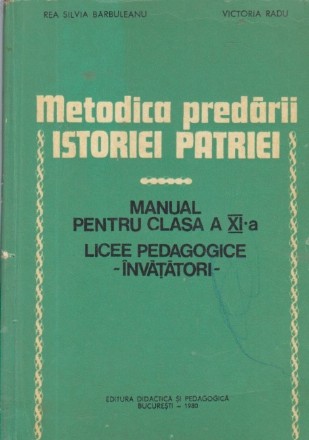 REA SILVIA BĂRBULEANU VICTORIA RADU
Metodica predării
ISTORIEI PATRIEI
MANUAL
PENTRU CLASA A XI-a
LICEE PEDAGOGICE
-ÎNVĂȚĂTORI-
EDITURA DIDACTICĂ ȘI PEDAGOGICĂ
BUCUREȘTI - 1980